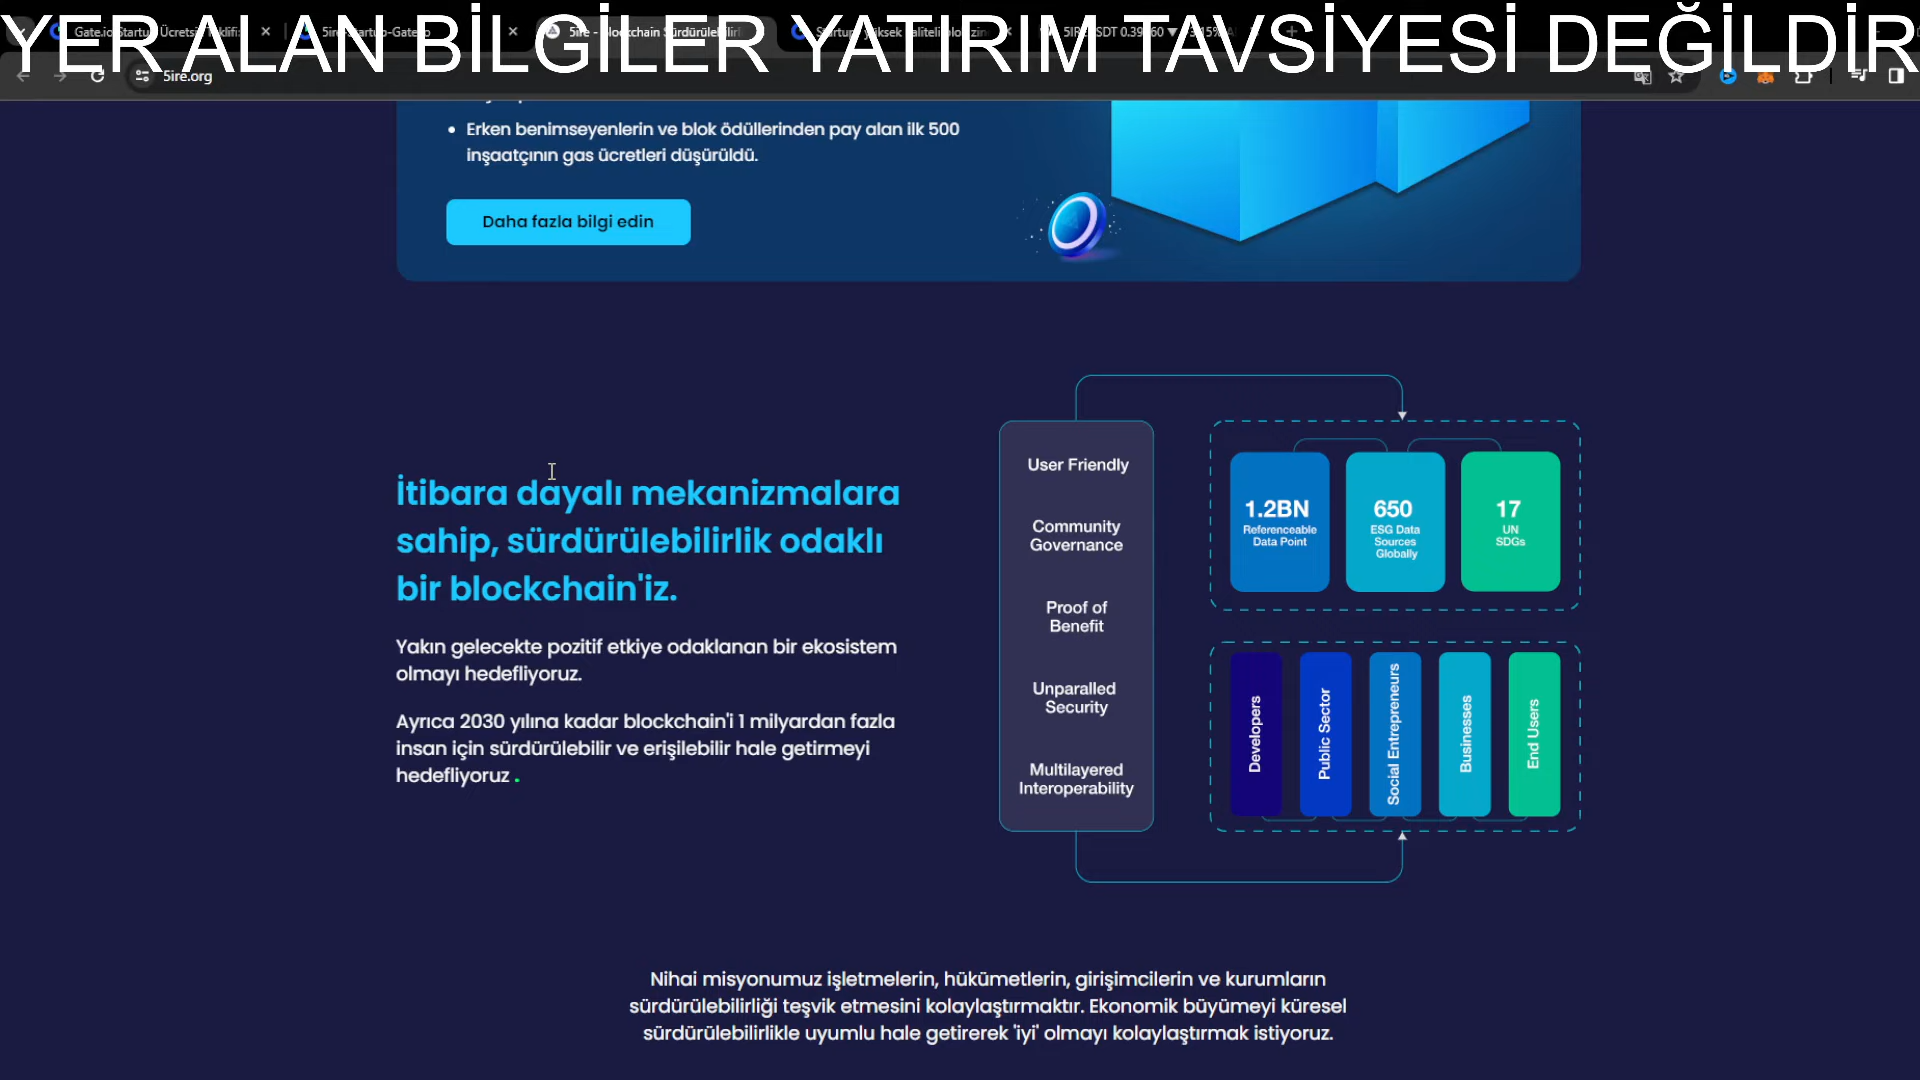 YER ALAN BİLGİLER YATIRIM TAVSİYESİ DEĞİLDİR
5ire.org
Erken benimseyenlerin ve blok ödüllerinden pay alan ilk 500
inşaatçının gas ücretleri düşürüldü.
Daha fazla bilgi edin
İtibara dayalı mekanizmalara
sahip, sürdürülebilirlik odaklı
bir blockchain'iz.
Yakın gelecekte pozitif etkiye odaklanan bir ekosistem
olmayı hedefliyoruz.
Ayrıca 2030 yılına kadar blockchain'i 1 milyardan fazla
insan için sürdürülebilir ve erişilebilir hale getirmeyi
hedefliyoruz .
User Friendly
Community
Governance
Proof of
Benefit
Unparalled
Security
Multilayered
Interoperability
1.2BN
Referenceable
Data Point
650
ESG Data
Sources
Globally
17
UN
SDGs
Developers
Public Sector
Social Entrepreneurs
Businesses
End Users
Nihai misyonumuz işletmelerin, hükümetlerin, girişimcilerin ve kurumların
sürdürülebilirliği teşvik etmesini kolaylaştırmaktır. Ekonomik büyümeyi küresel
sürdürülebilirlikle uyumlu hale getirerek 'iyi' olmayı kolaylaştırmak istiyoruz.